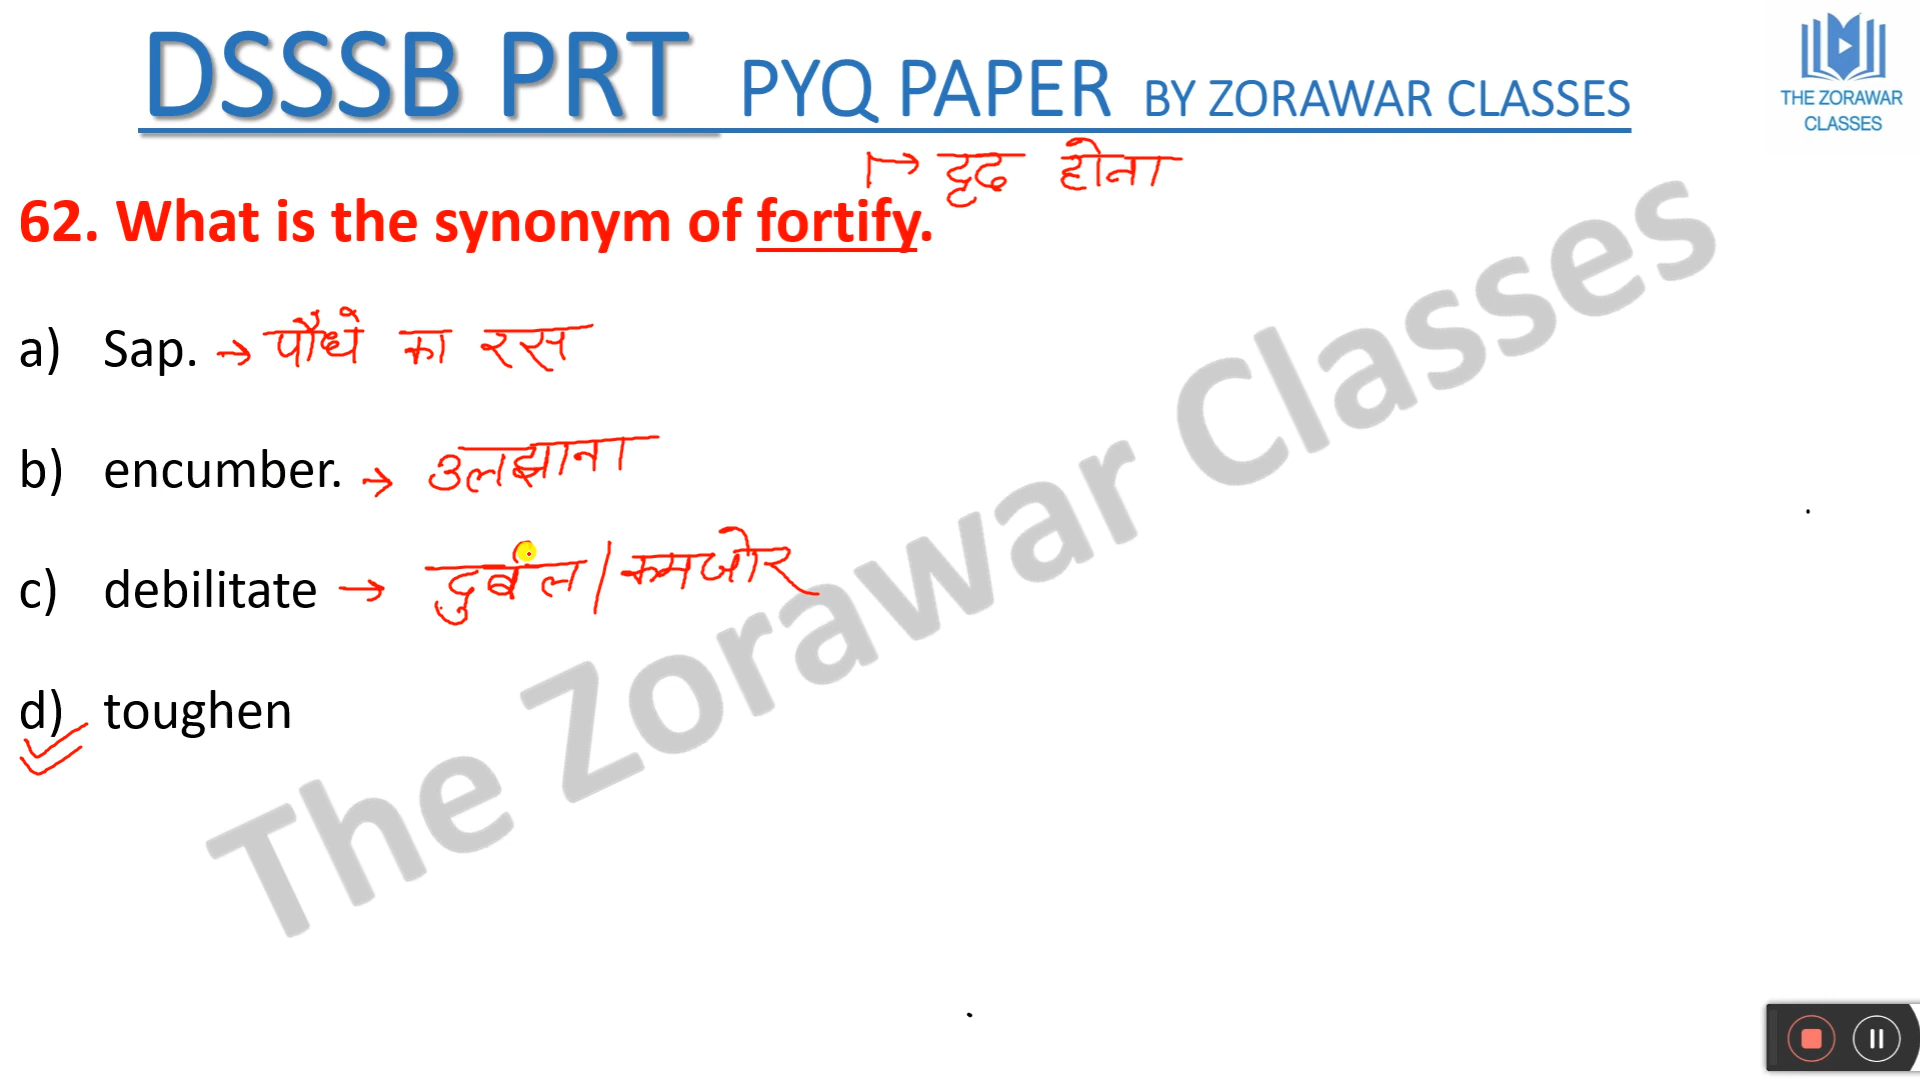 DSSSB PRT PYQ PAPER BY ZORAWAR CLASSES
THE ZORAWAR
CLASSES
→ दृढ होना
62. What is the synonym of fortify.
a) Sap. → पौधे का रस
b) encumber. → उलझाना
c) debilitate → दुर्बल / कमजोर
d) toughen
The Zorawar Classes